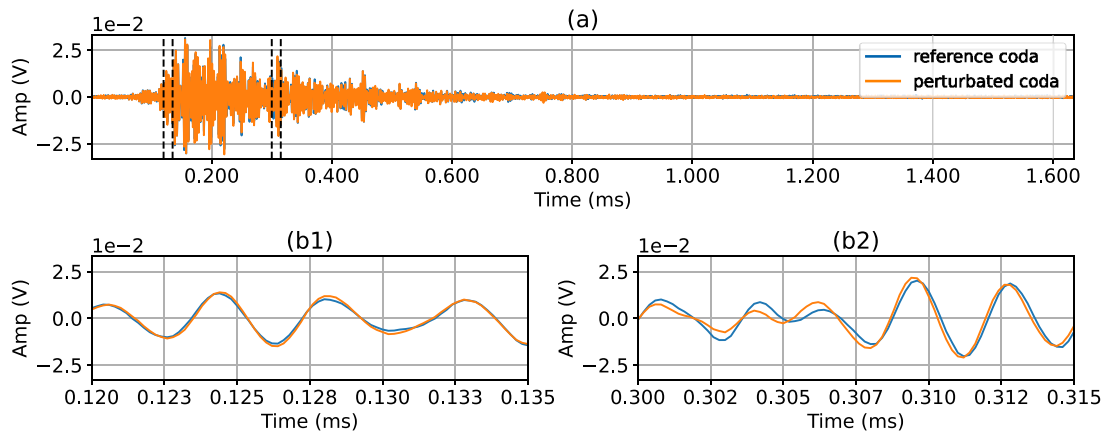 (a)
1e−2
Amp (V)
2.5
0.0
−2.5
reference coda
perturbated coda
0.200 0.400 0.600 0.800 1.000 1.200 1.400 1.600
Time (ms)
(b1)
1e−2
Amp (V)
2.5
0.0
−2.5
0.120 0.123 0.125 0.128 0.130 0.133 0.135
Time (ms)
(b2)
1e−2
Amp (V)
2.5
0.0
−2.5
0.300 0.302 0.305 0.307 0.310 0.312 0.315
Time (ms)